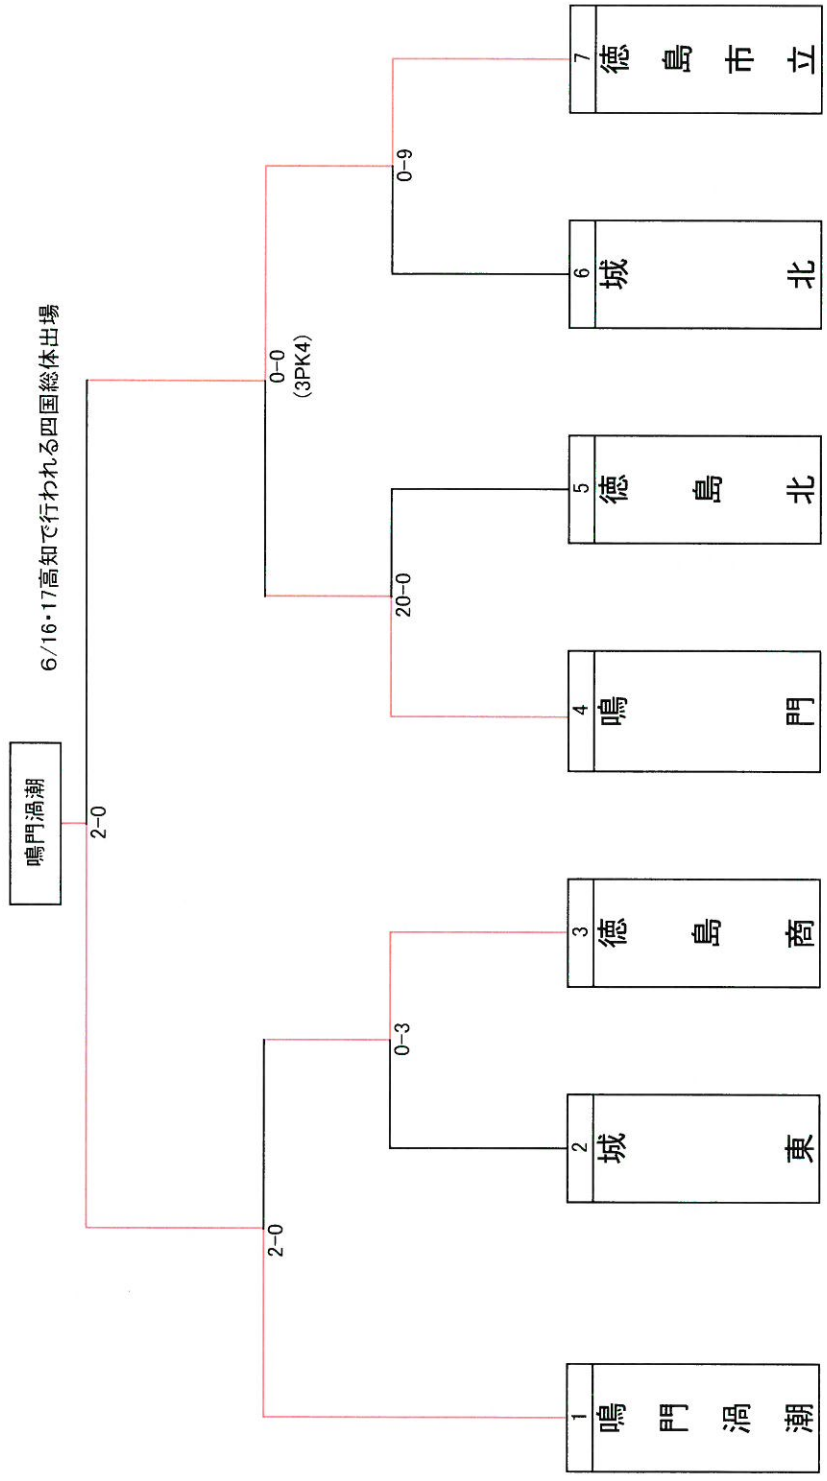 鳴門渦潮
6/16・17高知で行われる四国総体出場
2-0
2-0
0-0
(3PK4)
0-3
20-0
0-9
1
鳴門渦潮
2
城東
3
徳島商
4
鳴門
5
徳島北
6
城北
7
徳島市立